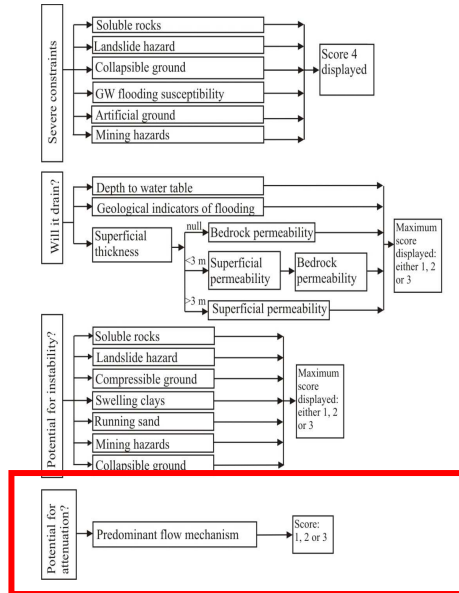 Severe constraints
Soluble rocks
Landslide hazard
Collapsible ground
GW flooding susceptibility
Artificial ground
Mining hazards
Score 4
displayed
Will it drain?
Depth to water table
Geological indicators of flooding
Superficial
thickness
null
Bedrock permeability
<3 m
Superficial
permeability
Bedrock
permeability
>3 m
Superficial permeability
Maximum
score
displayed:
either 1, 2
or 3
Potential for instability?
Soluble rocks
Landslide hazard
Compressible ground
Swelling clays
Running sand
Mining hazards
Collapsible ground
Maximum
score
displayed:
either 1, 2
or 3
Potential for
attenuation?
Predominant flow mechanism
Score:
1, 2 or 3